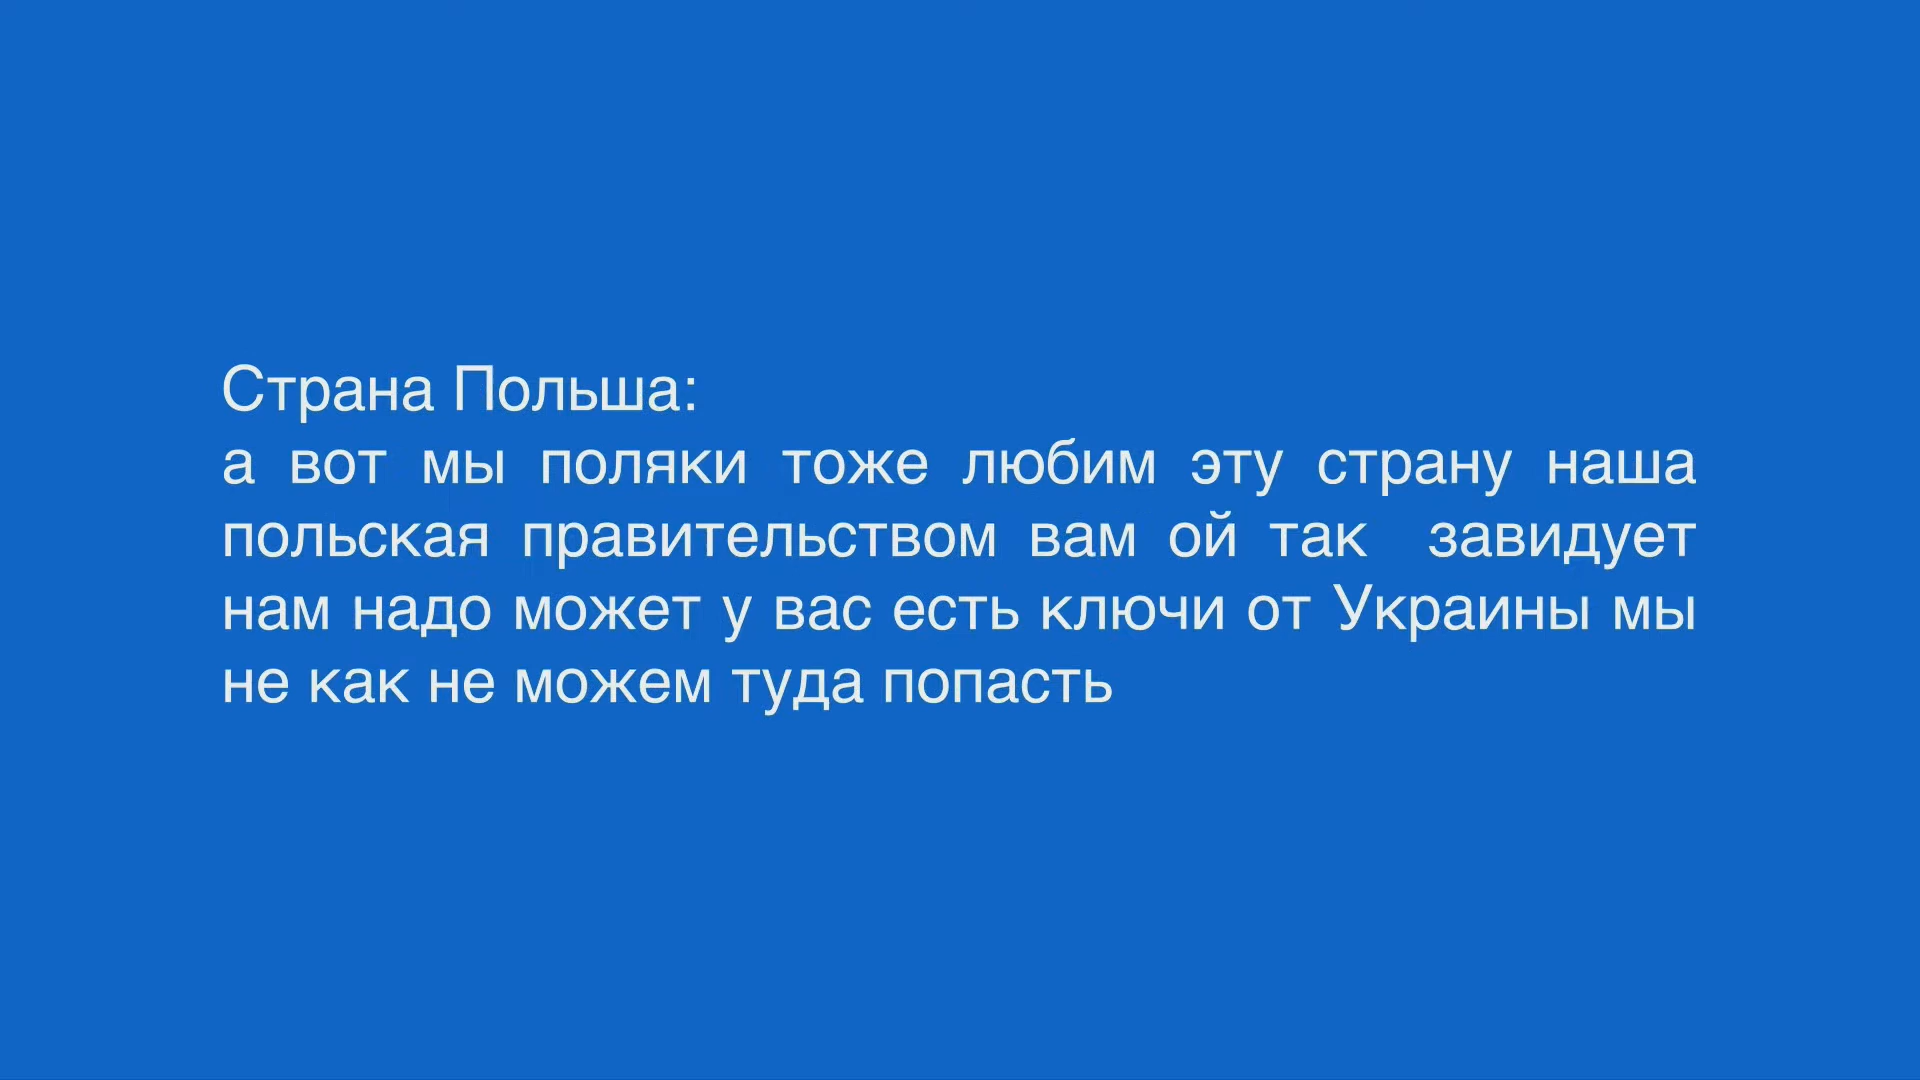 Страна Польша:
а вот мы поляки тоже любим эту страну наша
польская правительством вам ой так завидует
нам надо может у вас есть ключи от Украины мы
не как не можем туда попасть